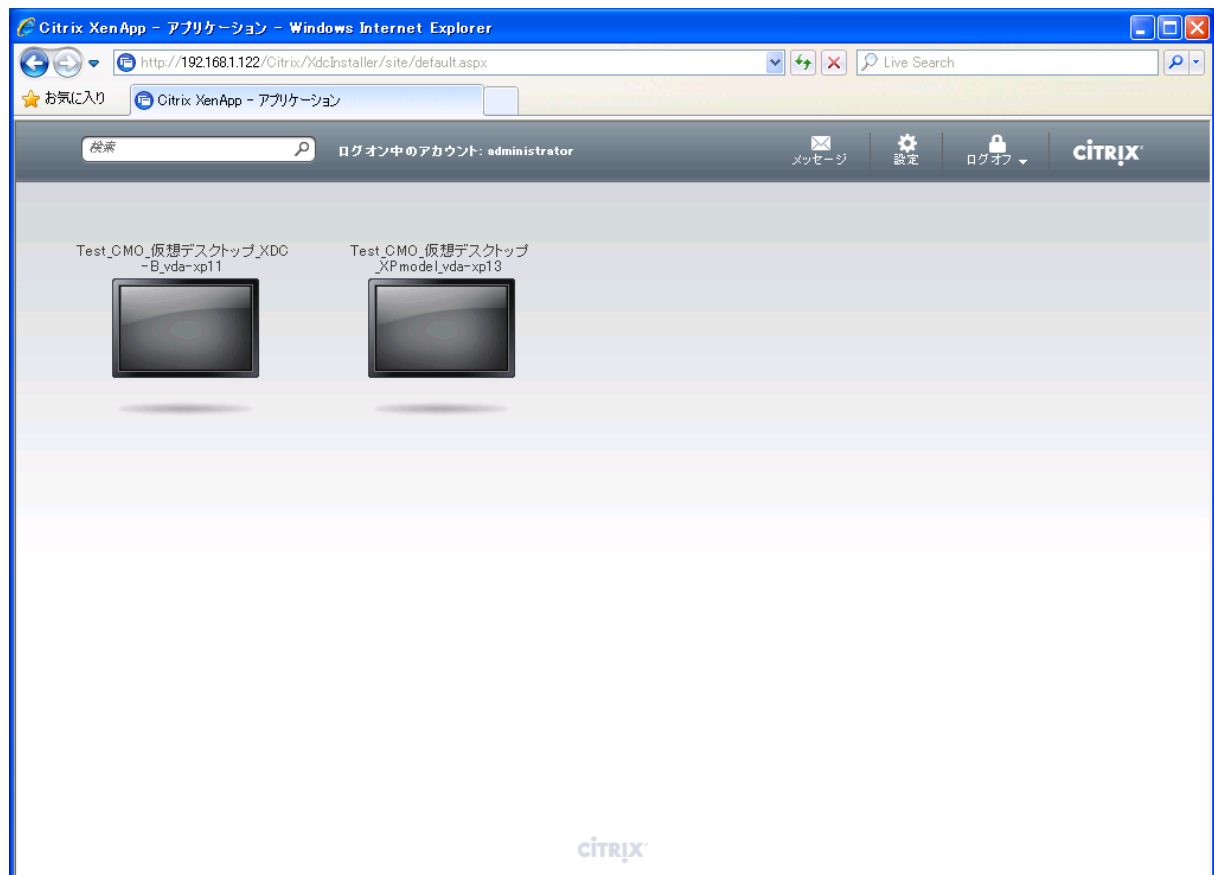 Citrix XenApp - アプリケーション - Windows Internet Explorer
http://192.168.1.122/Citrix/XdcInstaller/site/default.aspx
Live Search
お気に入り
Citrix XenApp - アプリケーション
検索
ログオン中のアカウント: administrator
メッセージ
設定
ログオフ
CITRIX
Test_CMO_仮想デスクトップ_XDC
-B_vda-xp11
Test_CMO_仮想デスクトップ
_XPmodel_vda-xp13
CITRIX